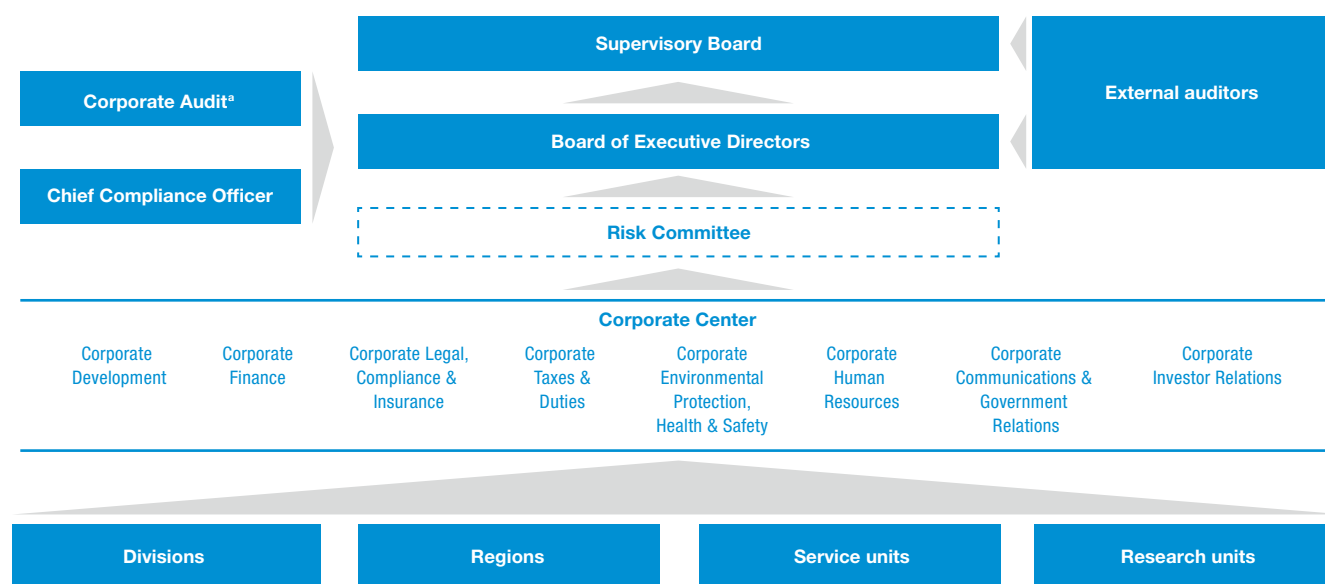 Supervisory Board
Corporate Auditª
External auditors
Board of Executive Directors
Chief Compliance Officer
Risk Committee
Corporate Center
Corporate
Development
Corporate
Finance
Corporate Legal,
Compliance &
Insurance
Corporate
Taxes &
Duties
Corporate
Environmental
Protection,
Health & Safety
Corporate
Human
Resources
Corporate
Communications &
Government
Relations
Corporate
Investor Relations
Divisions
Regions
Service units
Research units